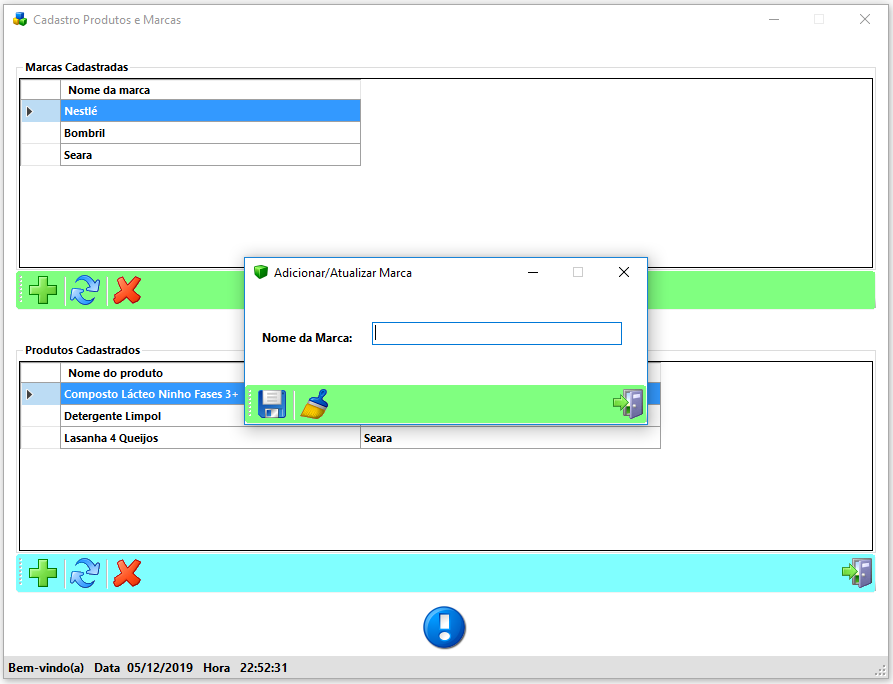 Cadastro Produtos e Marcas
Marcas Cadastradas
Nome da marca
Nestlé
Bombril
Seara
Adicionar/Atualizar Marca
Nome da Marca:
Produtos Cadastrados
Nome do produto
Composto Lácteo Ninho Fases 3+
Detergente Limpol
Lasanha 4 Queijos Seara
Bem-vindo(a) Data 05/12/2019 Hora 22:52:31